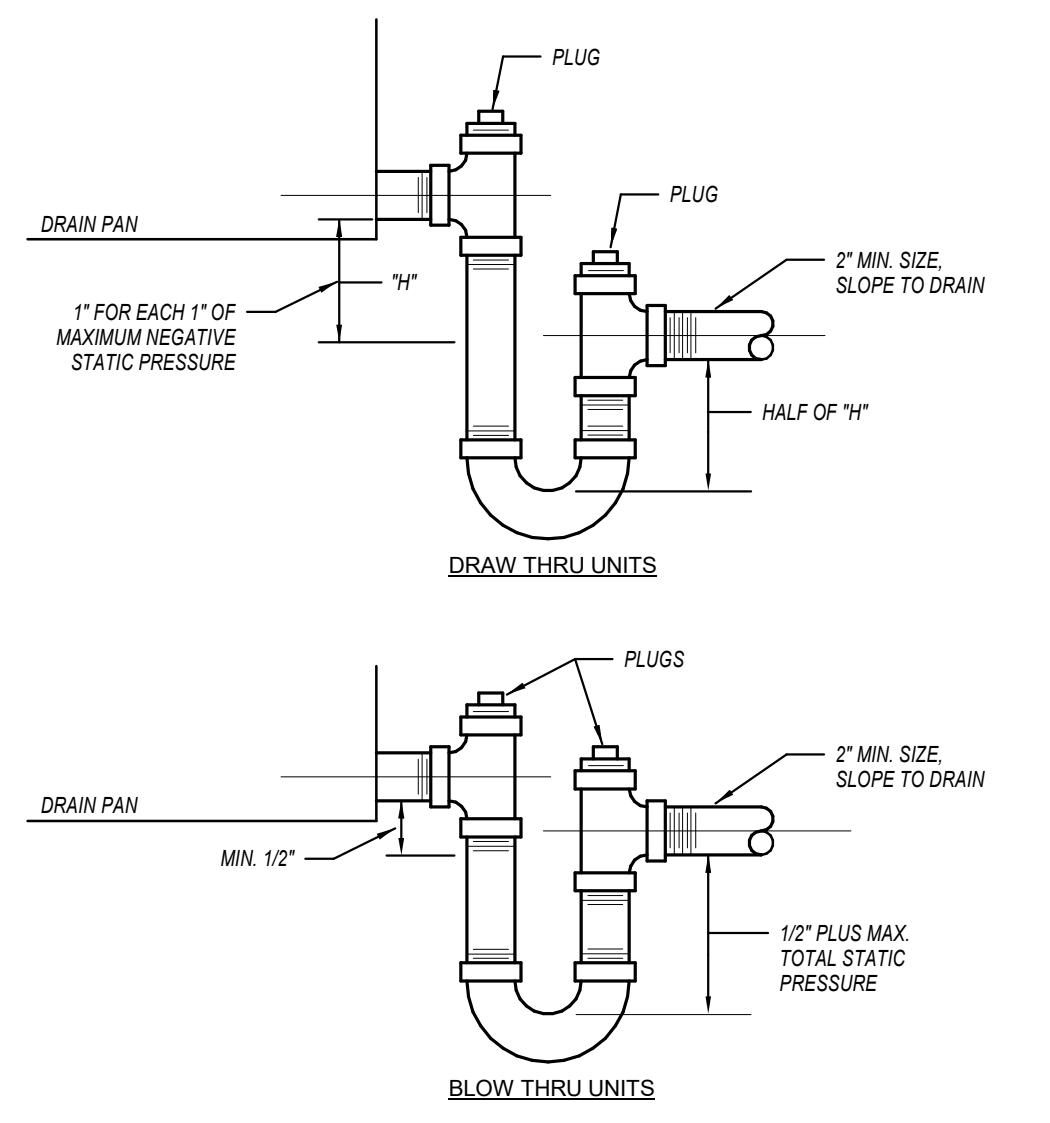 PLUG
PLUG
DRAIN PAN
2" MIN. SIZE,
SLOPE TO DRAIN
"H"
1" FOR EACH 1" OF
MAXIMUM NEGATIVE
STATIC PRESSURE
HALF OF "H"
DRAW THRU UNITS
PLUGS
2" MIN. SIZE,
SLOPE TO DRAIN
DRAIN PAN
MIN. 1/2"
1/2" PLUS MAX.
TOTAL STATIC
PRESSURE
BLOW THRU UNITS